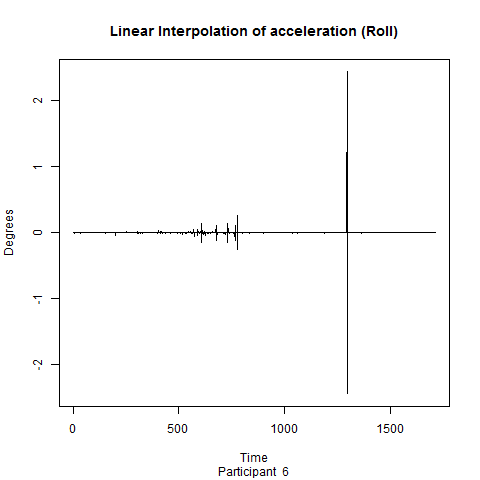 Linear Interpolation of acceleration (Roll)
2
1
0
-1
-2
Degrees
0 500 1000 1500
Time
Participant 6